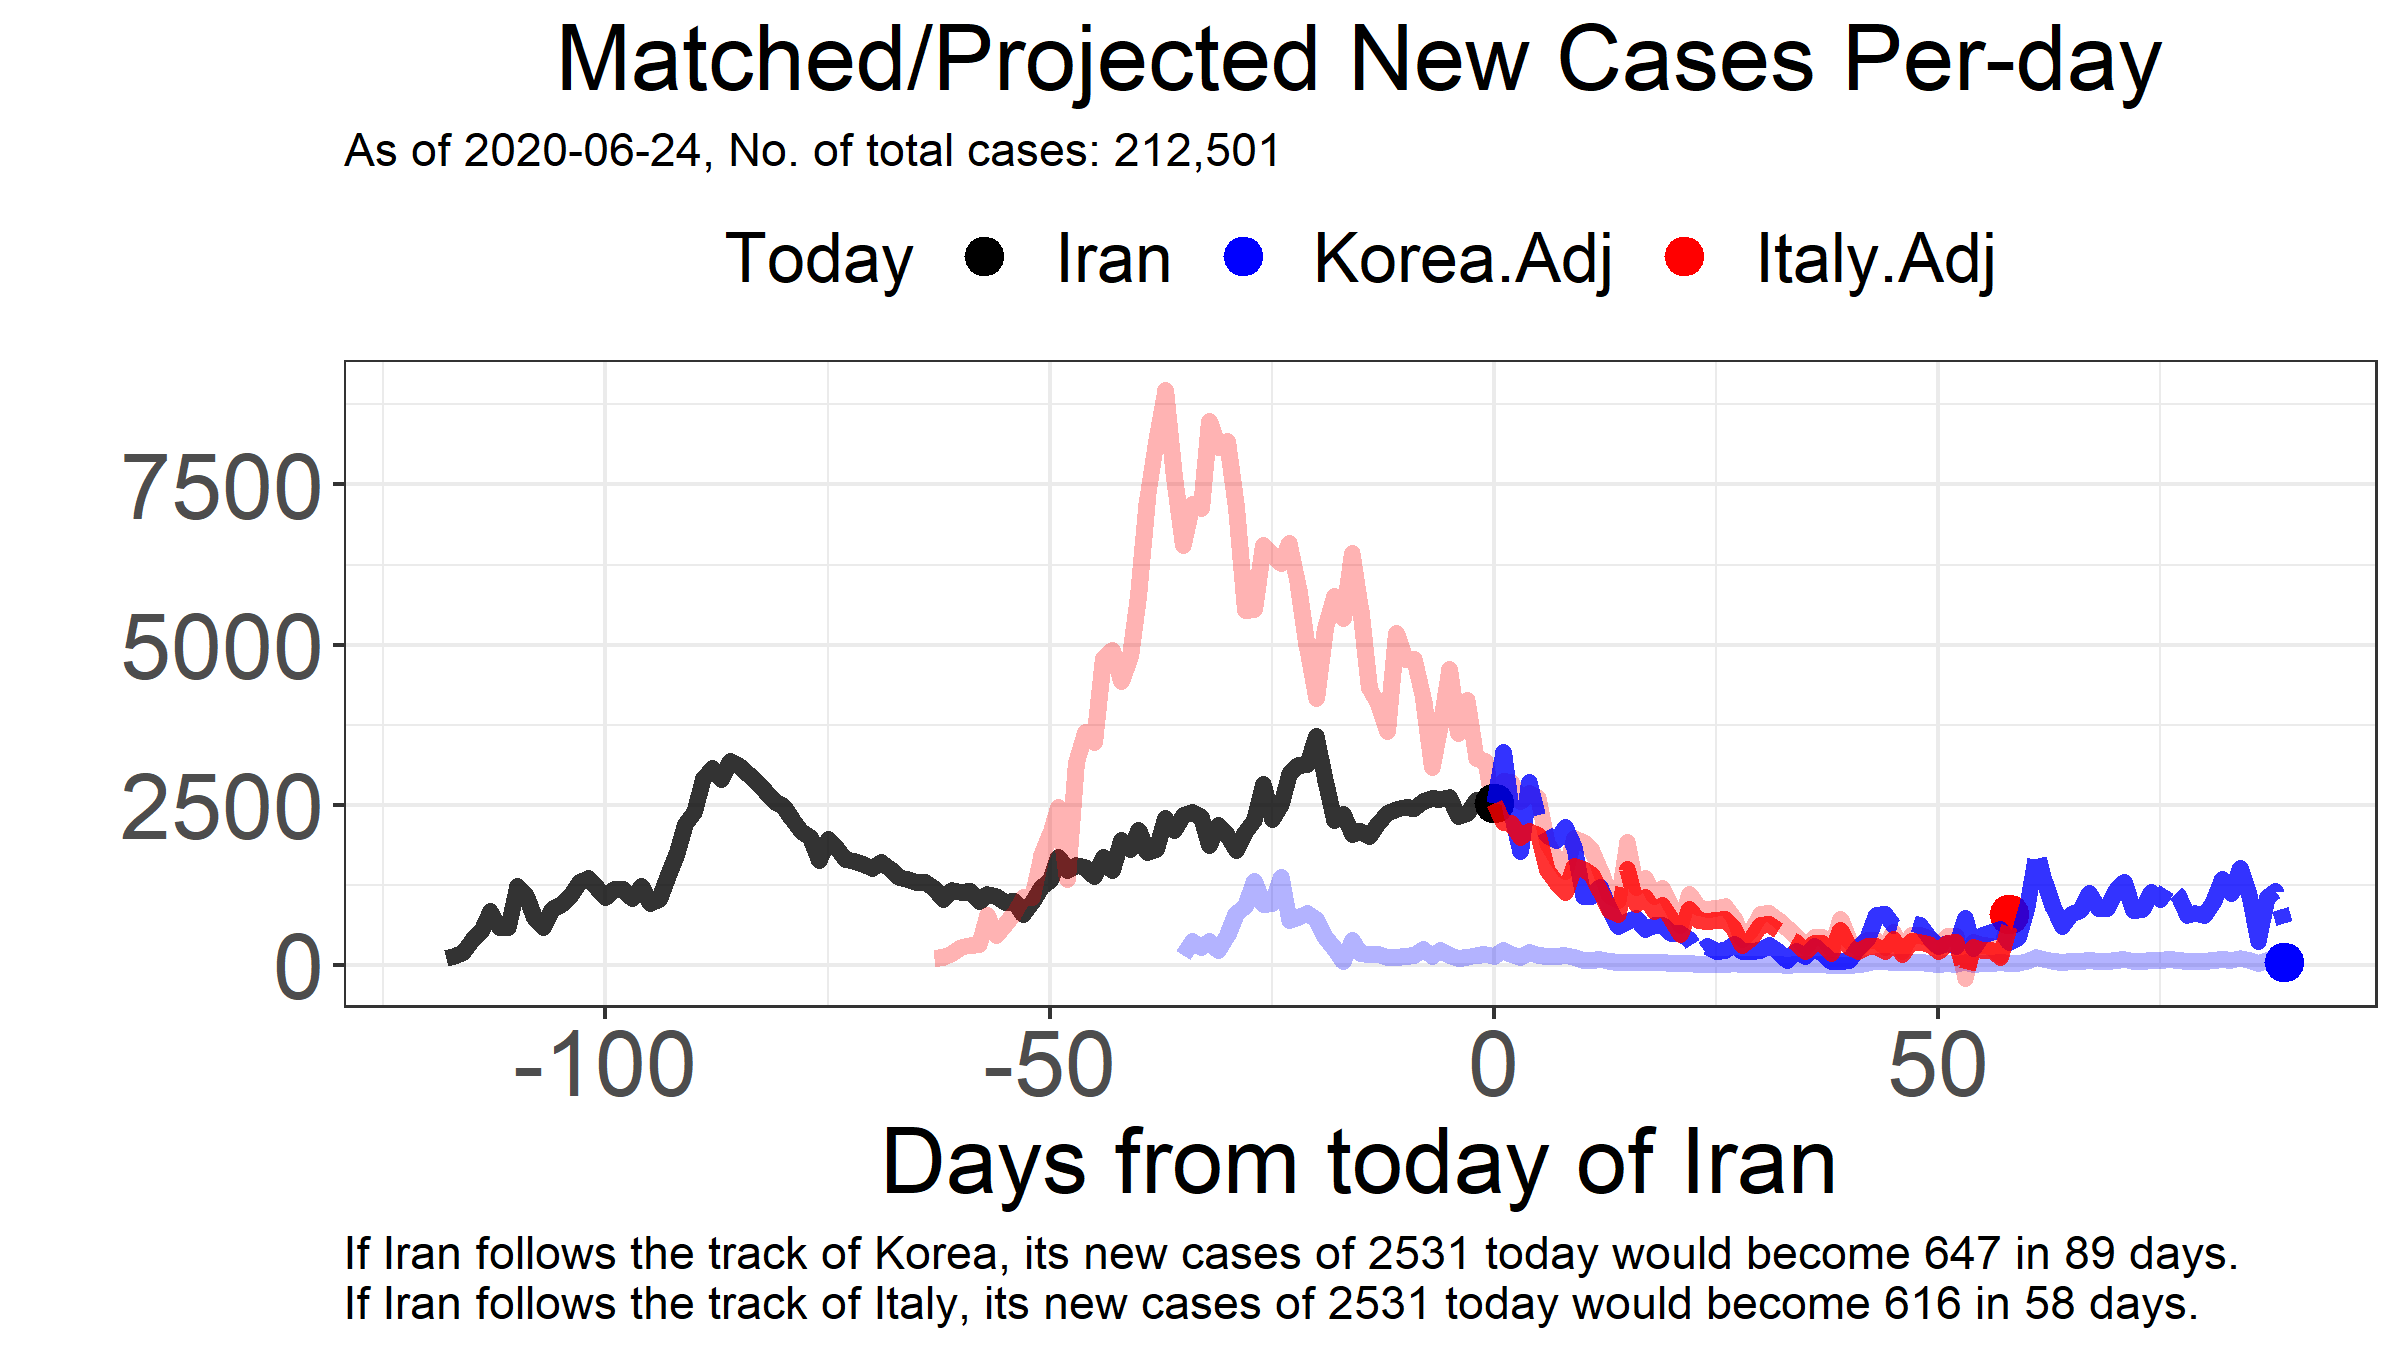 Matched/Projected New Cases Per-day
As of 2020-06-24, No. of total cases: 212,501
Today Iran Korea.Adj Italy.Adj
7500
5000
2500
0
-100 -50 0 50
Days from today of Iran
If Iran follows the track of Korea, its new cases of 2531 today would become 647 in 89 days.
If Iran follows the track of Italy, its new cases of 2531 today would become 616 in 58 days.